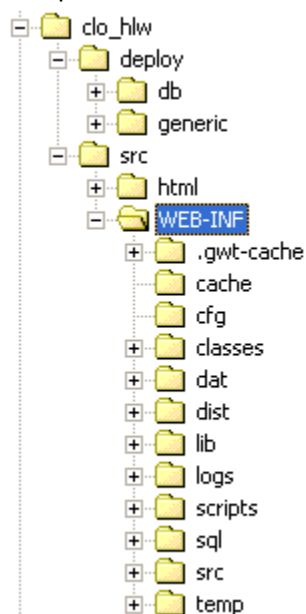 clo_hlw
deploy
db
generic
src
html
WEB-INF
.gwt-cache
cache
cfg
classes
dat
dist
lib
logs
scripts
sql
src
temp